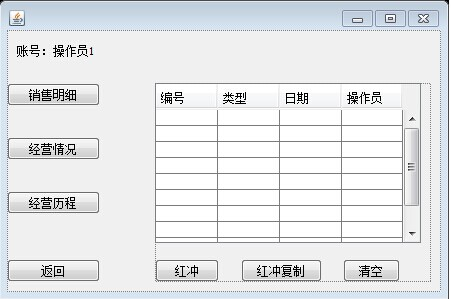 账号：操作员1
销售明细
编号 类型 日期 操作员
经营情况
经营历程
返回 红冲 红冲复制 清空